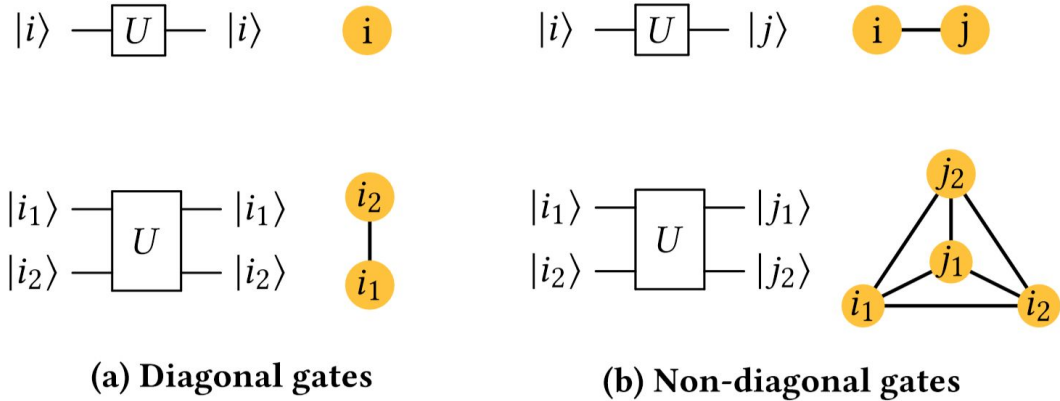 |i⟩ U |i⟩ i
|i⟩ U |j⟩ i j
|i₁⟩ |i₁⟩ i₂
U
|i₂⟩ |i₂⟩ i₁
(a) Diagonal gates
j₂
|i₁⟩ |j₁⟩
U j₁
|i₂⟩ |j₂⟩
i₁ i₂
(b) Non-diagonal gates